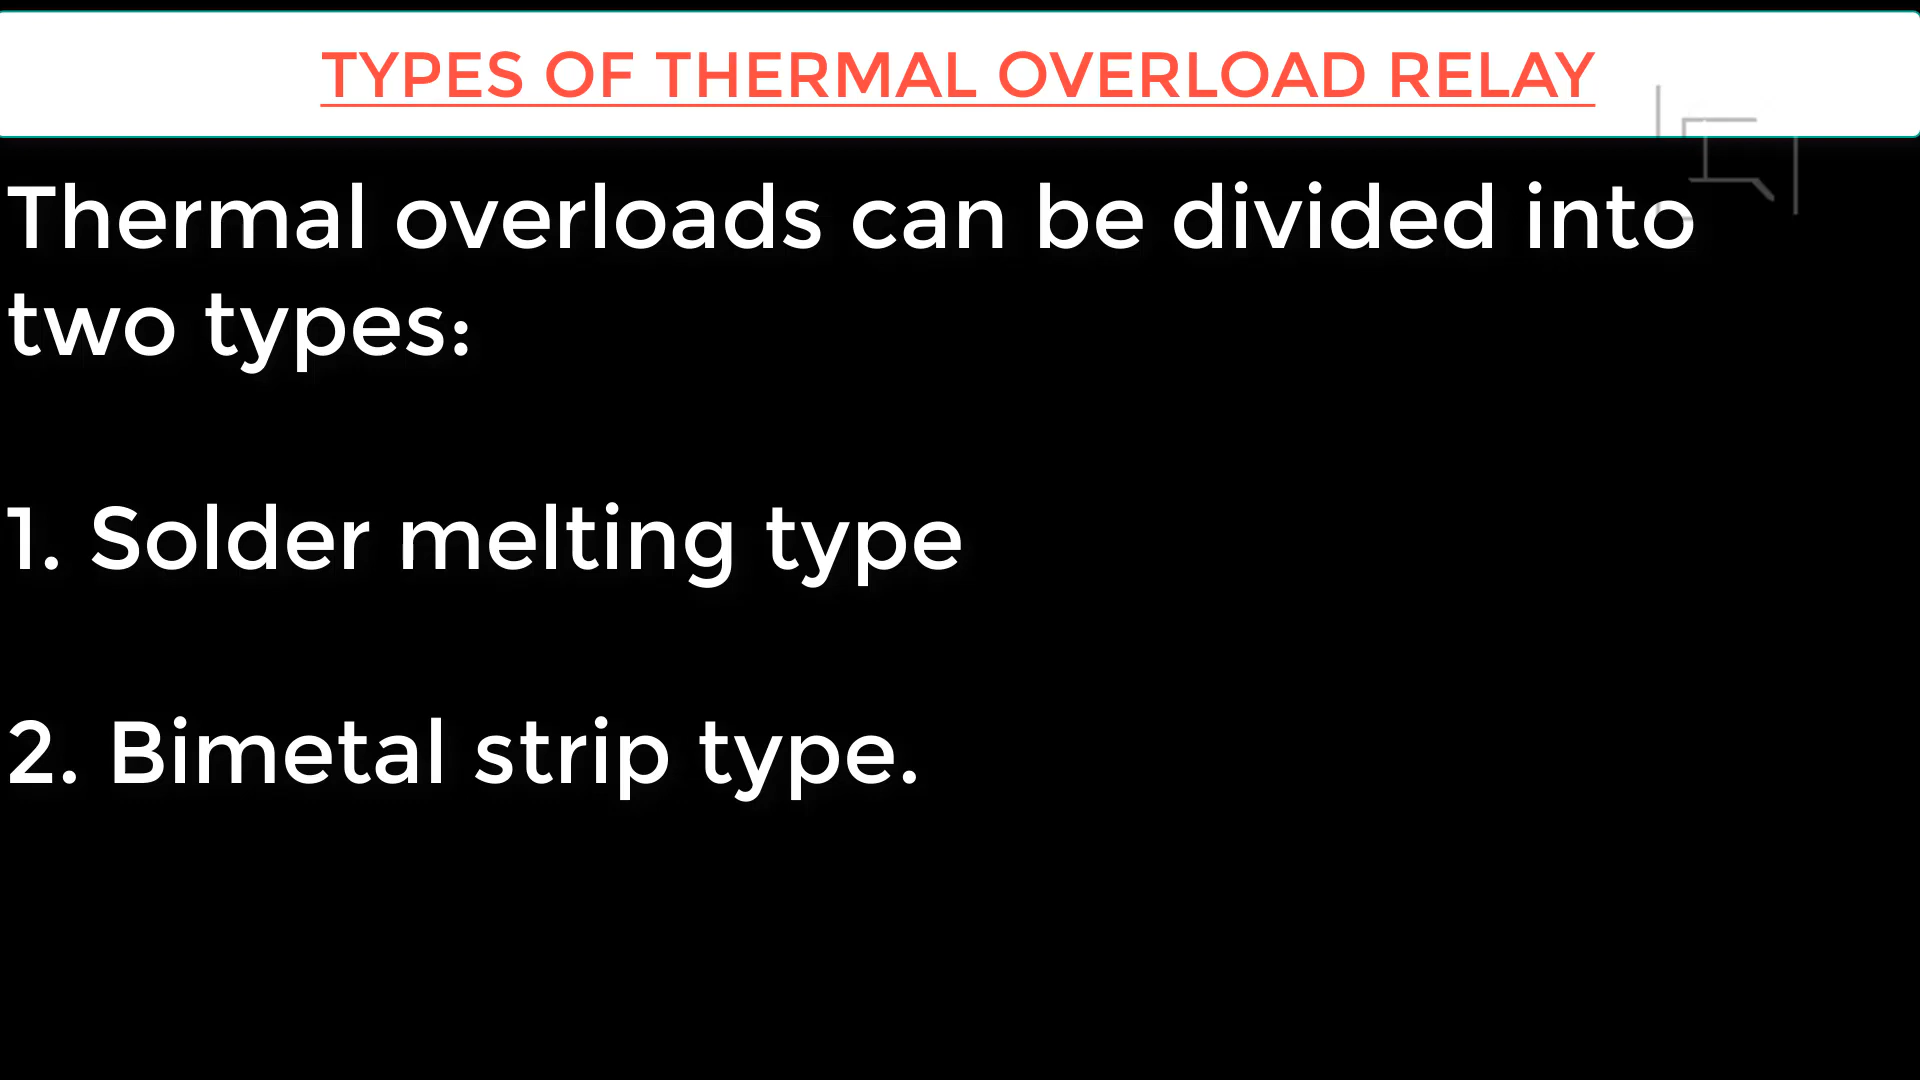 TYPES OF THERMAL OVERLOAD RELAY
Thermal overloads can be divided into
two types:
1. Solder melting type
2. Bimetal strip type.